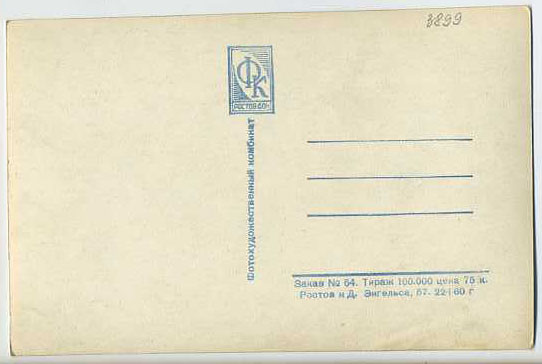 3899
ФК
РОСТОВ-ДОН
Фотохудожественный комбинат
Заказ № 64. Тираж 100.000 цена 75 к.
Ростов н Д. Энгельса, 57. 22 I 60 г